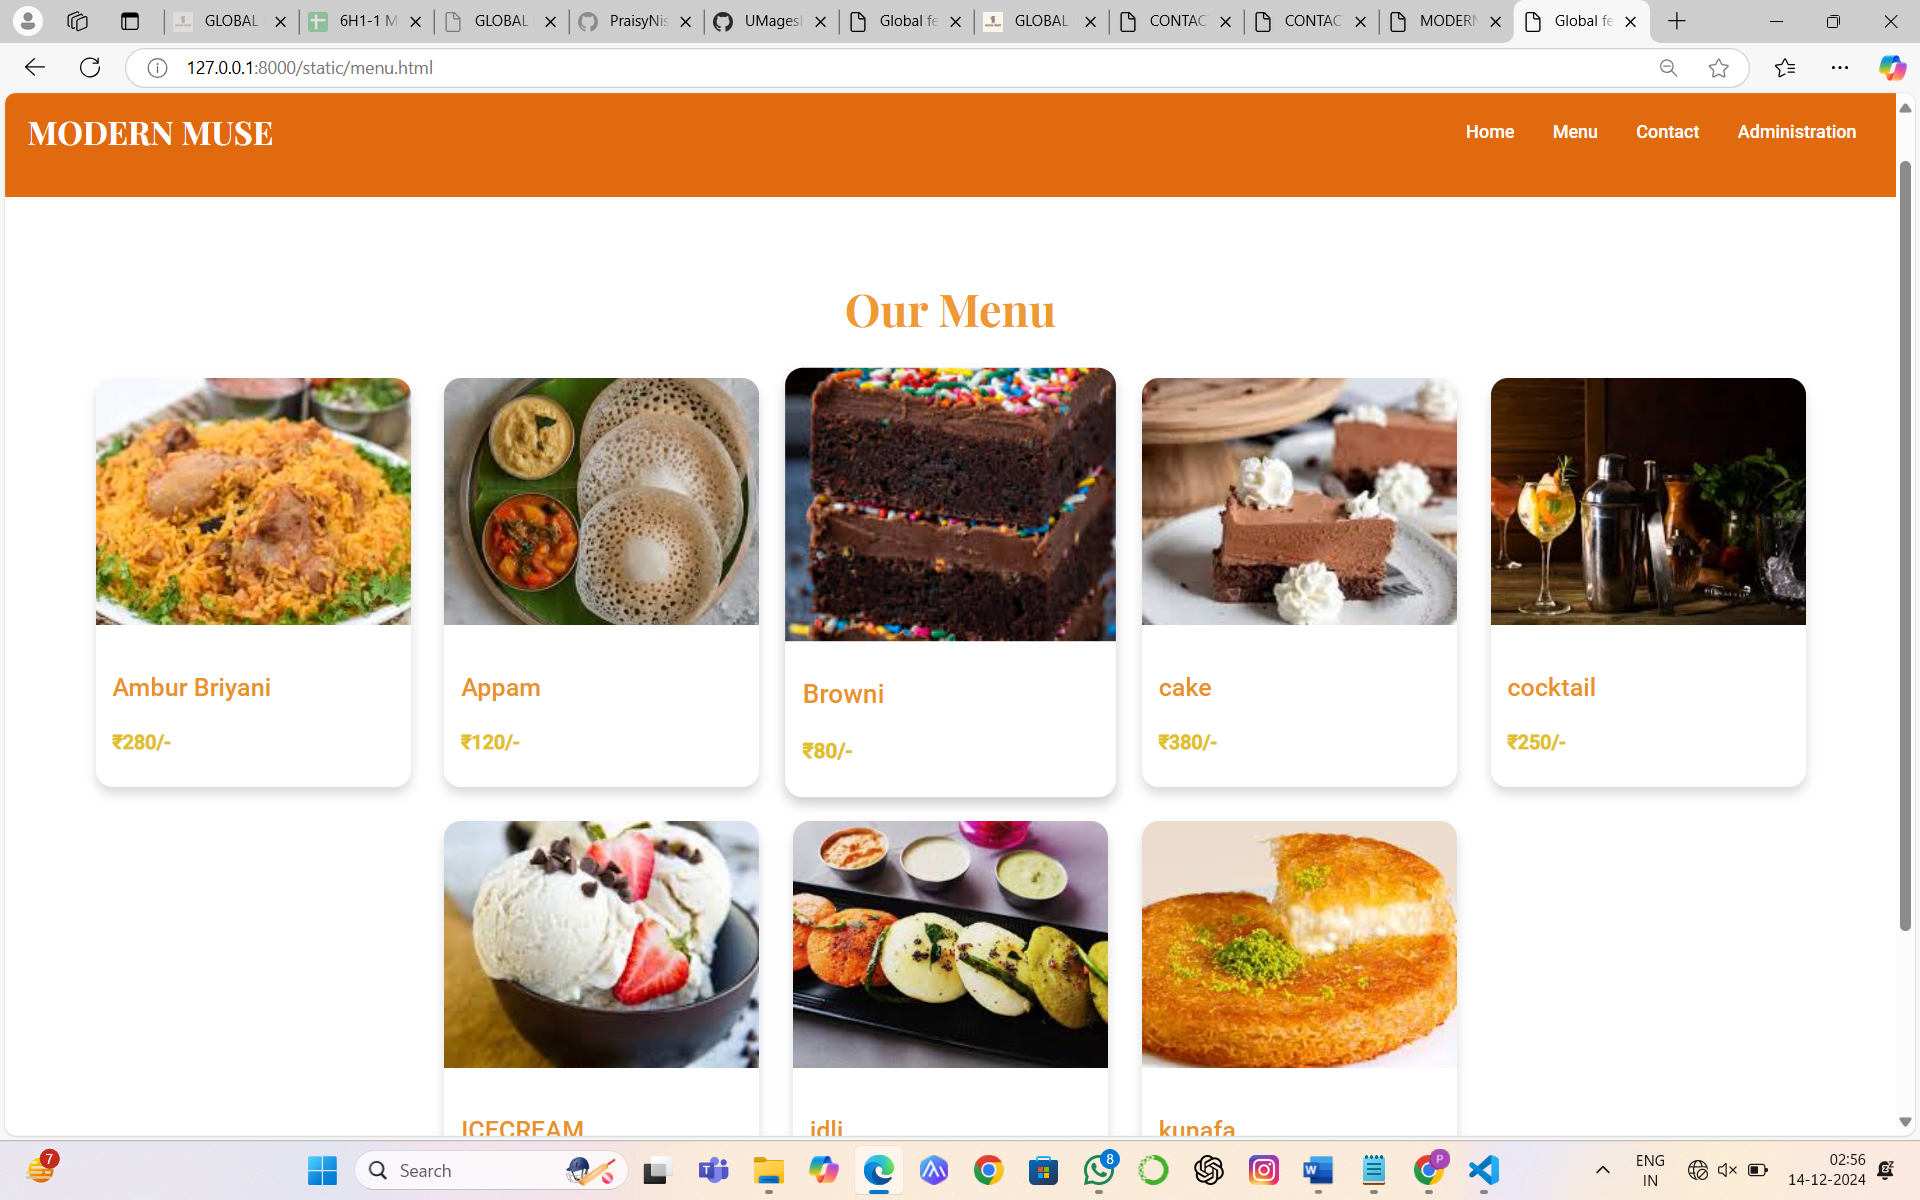 GLOBAL
6H1-1 M
GLOBAL
PraisyNis
UMagesh
Global fe
GLOBAL
CONTAC
CONTAC
MODERN
Global fe
127.0.0.1:8000/static/menu.html
MODERN MUSE
Home Menu Contact Administration
Our Menu
Ambur Briyani
₹280/-
Appam
₹120/-
Browni
₹80/-
cake
₹380/-
cocktail
₹250/-
ICECREAM
idli
kunafa
7
Search
8
P
ENG
IN
02:56
14-12-2024